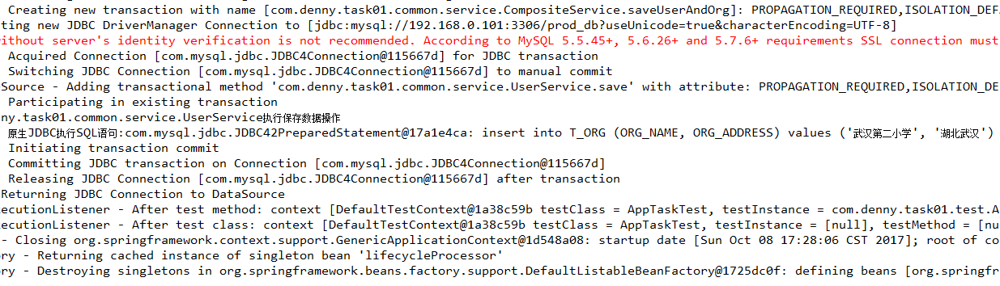 Creating new transaction with name [com.denny.task01.common.service.CompositeService.saveUserAndOrg]: PROPAGATION_REQUIRED,ISOLATION_DEFA
ting new JDBC DriverManager Connection to [jdbc:mysql://192.168.0.101:3306/prod_db?useUnicode=true&characterEncoding=UTF-8]
without server's identity verification is not recommended. According to MySQL 5.5.45+, 5.6.26+ and 5.7.6+ requirements SSL connection must
Acquired Connection [com.mysql.jdbc.JDBC4Connection@115667d] for JDBC transaction
Switching JDBC Connection [com.mysql.jdbc.JDBC4Connection@115667d] to manual commit
Source - Adding transactional method 'com.denny.task01.common.service.UserService.save' with attribute: PROPAGATION_REQUIRED,ISOLATION_DE
Participating in existing transaction
ny.task01.common.service.UserService执行保存数据操作
原生JDBC执行SQL语句:com.mysql.jdbc.JDBC42PreparedStatement@17a1e4ca: insert into T_ORG (ORG_NAME, ORG_ADDRESS) values ('武汉第二小学', '湖北武汉')
Initiating transaction commit
Committing JDBC transaction on Connection [com.mysql.jdbc.JDBC4Connection@115667d]
Releasing JDBC Connection [com.mysql.jdbc.JDBC4Connection@115667d] after transaction
Returning JDBC Connection to DataSource
ecutionListener - After test method: context [DefaultTestContext@1a38c59b testClass = AppTaskTest, testInstance = com.denny.task01.test.A
ecutionListener - After test class: context [DefaultTestContext@1a38c59b testClass = AppTaskTest, testInstance = [null], testMethod = [nu
- Closing org.springframework.context.support.GenericApplicationContext@1d548a08: startup date [Sun Oct 08 17:28:06 CST 2017]; root of co
ory - Returning cached instance of singleton bean 'lifecycleProcessor'
ory - Destroying singletons in org.springframework.beans.factory.support.DefaultListableBeanFactory@1725dc0f: defining beans [org.springfr